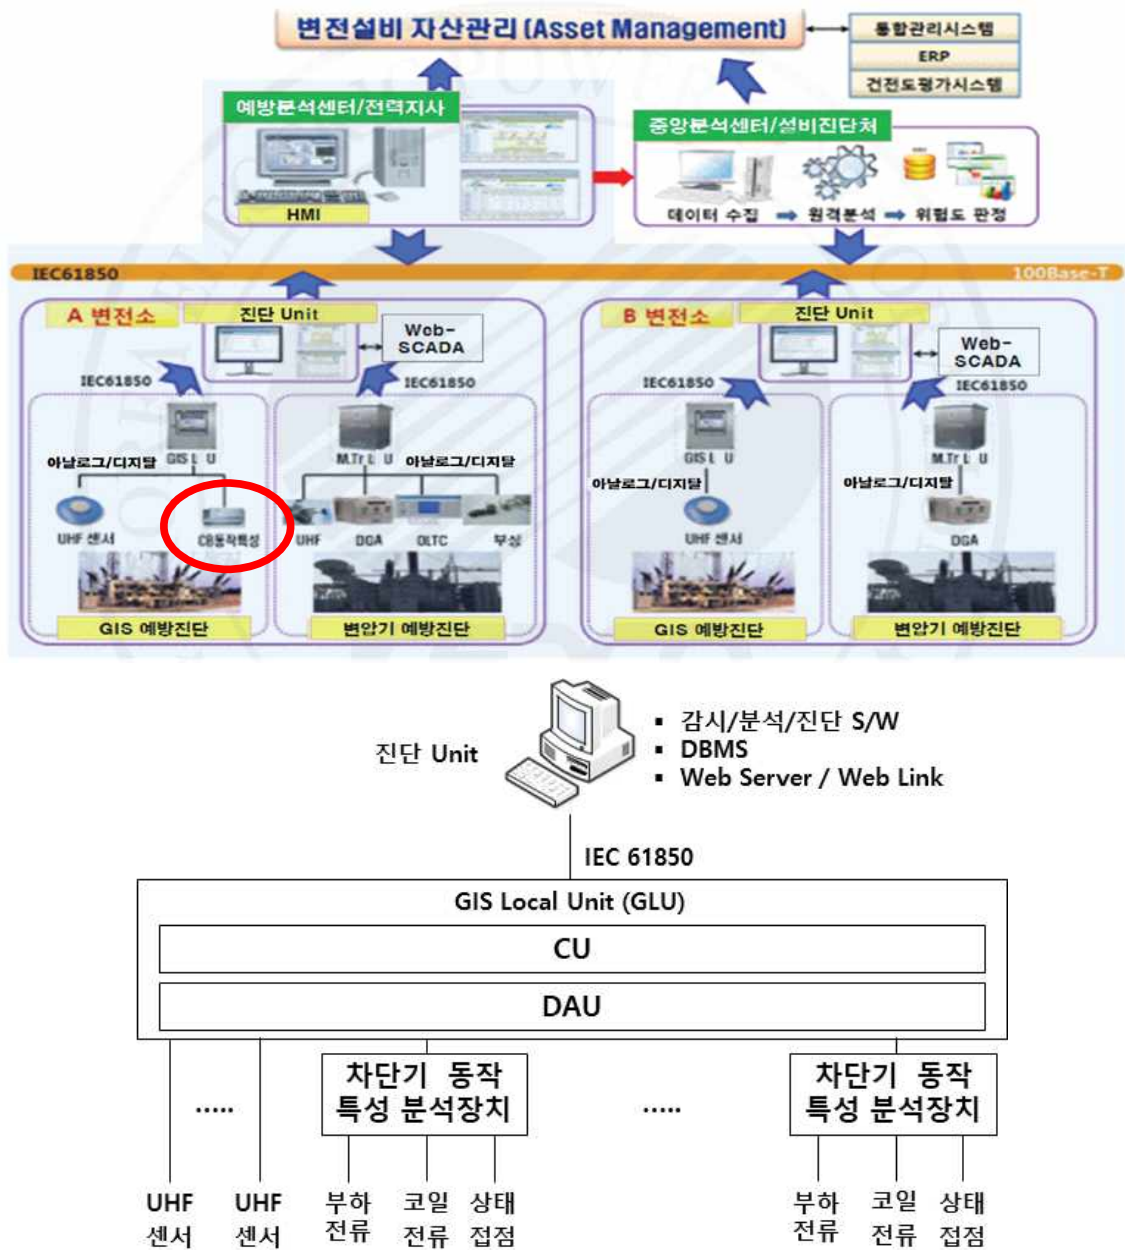 변전설비 자산관리(Asset Management)
통합관리시스템
ERP
건전도평가시스템
예방분석센터/전력지사
HMI
중앙분석센터/설비진단처
데이터 수집
원격분석
위험도 판정
IEC61850
100Base-T
A 변전소
진단 Unit
Web-
SCADA
IEC61850
IEC61850
GIS L U
M.Tr L U
아날로그/디지탈
아날로그/디지탈
UHF 센서
CB동작특성
UHF
DGA
OLTC
부싱
GIS 예방진단
변압기 예방진단
B 변전소
진단 Unit
Web-
SCADA
IEC61850
IEC61850
GIS L U
M.Tr L U
아날로그/디지탈
아날로그/디지탈
UHF 센서
DGA
GIS 예방진단
변압기 예방진단
진단 Unit
▪ 감시/분석/진단 S/W
▪ DBMS
▪ Web Server / Web Link
IEC 61850
GIS Local Unit (GLU)
CU
DAU
차단기 동작
특성 분석장치
차단기 동작
특성 분석장치
.....
.....
UHF
센서
UHF
센서
부하
전류
코일
전류
상태
접점
부하
전류
코일
전류
상태
접점